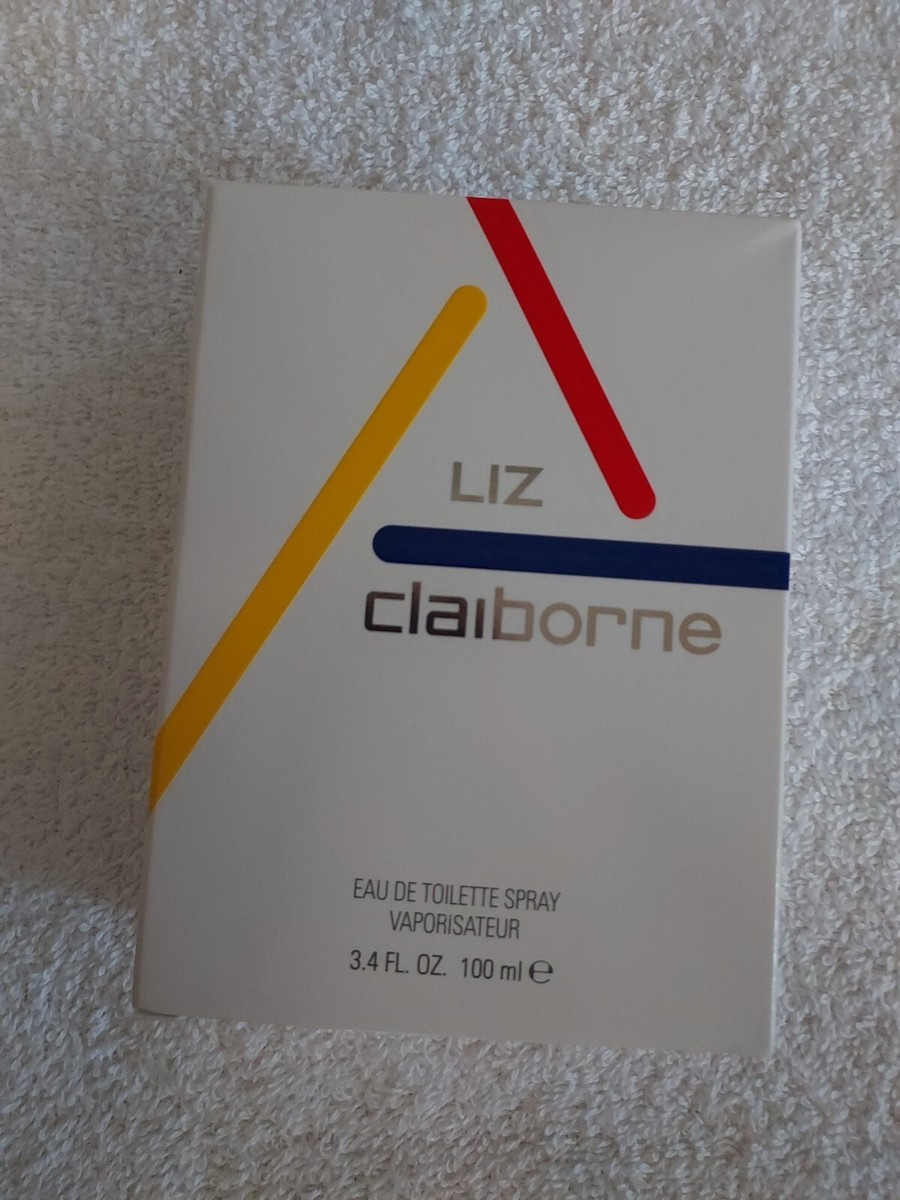 LIZ
claiborne
EAU DE TOILETTE SPRAY
VAPORISATEUR
3.4 FL. OZ. 100 ml ℮